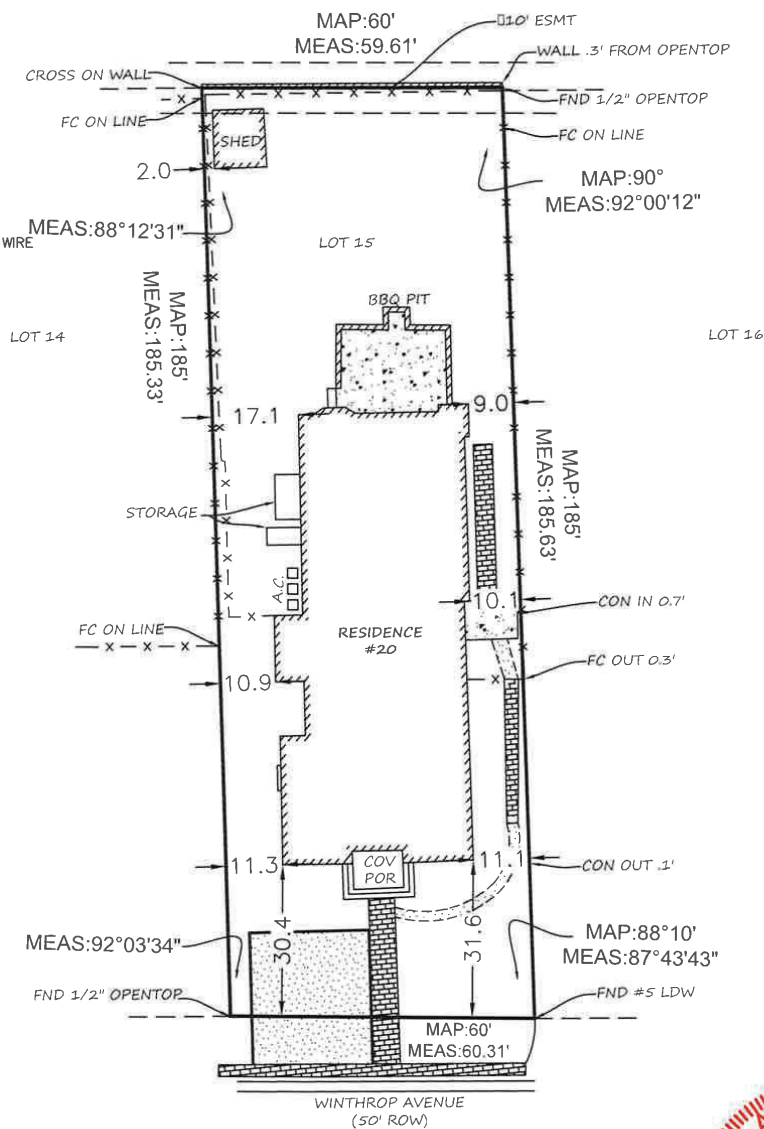 MAP:60'
MEAS:59.61'
10' ESMT
WALL .3' FROM OPENTOP
CROSS ON WALL
FND 1/2" OPENTOP
FC ON LINE
FC ON LINE
SHED
2.0
MAP:90°
MEAS:92°00'12"
MEAS:88°12'31"
WIRE
LOT 15
MAP:185'
MEAS:185.33'
BBQ PIT
LOT 14
LOT 16
17.1
9.0
MAP:185'
MEAS:185.63'
STORAGE
A.C.
10.1
CON IN 0.7'
FC ON LINE
RESIDENCE
#20
FC OUT 0.3'
10.9
11.3
COV
POR
11.1
CON OUT .1'
30.4
31.6
MEAS:92°03'34"
MAP:88°10'
MEAS:87°43'43"
FND 1/2" OPENTOP
FND #5 LDW
MAP:60'
MEAS:60.31'
WINTHROP AVENUE
(50' ROW)